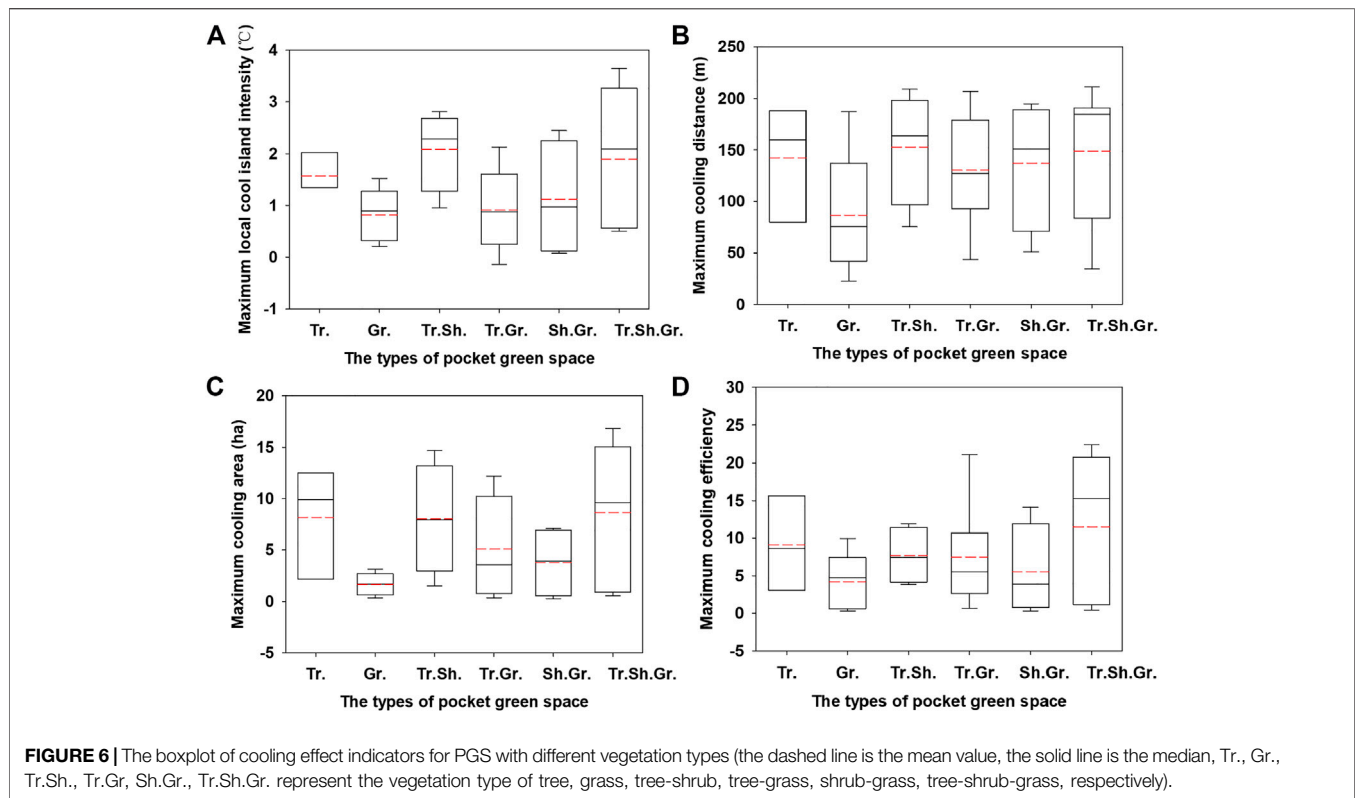 A
Maximum local cool island intensity (℃)
4
3
2
1
0
-1
Tr. Gr. Tr.Sh. Tr.Gr. Sh.Gr. Tr.Sh.Gr.
The types of pocket green space
B
Maximum cooling distance (m)
250
200
150
100
50
0
Tr. Gr. Tr.Sh. Tr.Gr. Sh.Gr. Tr.Sh.Gr.
The types of pocket green space
C
Maximum cooling area (ha)
20
15
10
5
0
-5
Tr. Gr. Tr.Sh. Tr.Gr. Sh.Gr. Tr.Sh.Gr.
The types of pocket green space
D
Maximum cooling efficiency
30
25
20
15
10
5
0
-5
Tr. Gr. Tr.Sh. Tr.Gr. Sh.Gr. Tr.Sh.Gr.
The types of pocket green space
FIGURE 6 | The boxplot of cooling effect indicators for PGS with different vegetation types (the dashed line is the mean value, the solid line is the median, Tr., Gr.,
Tr.Sh., Tr.Gr, Sh.Gr., Tr.Sh.Gr. represent the vegetation type of tree, grass, tree-shrub, tree-grass, shrub-grass, tree-shrub-grass, respectively).